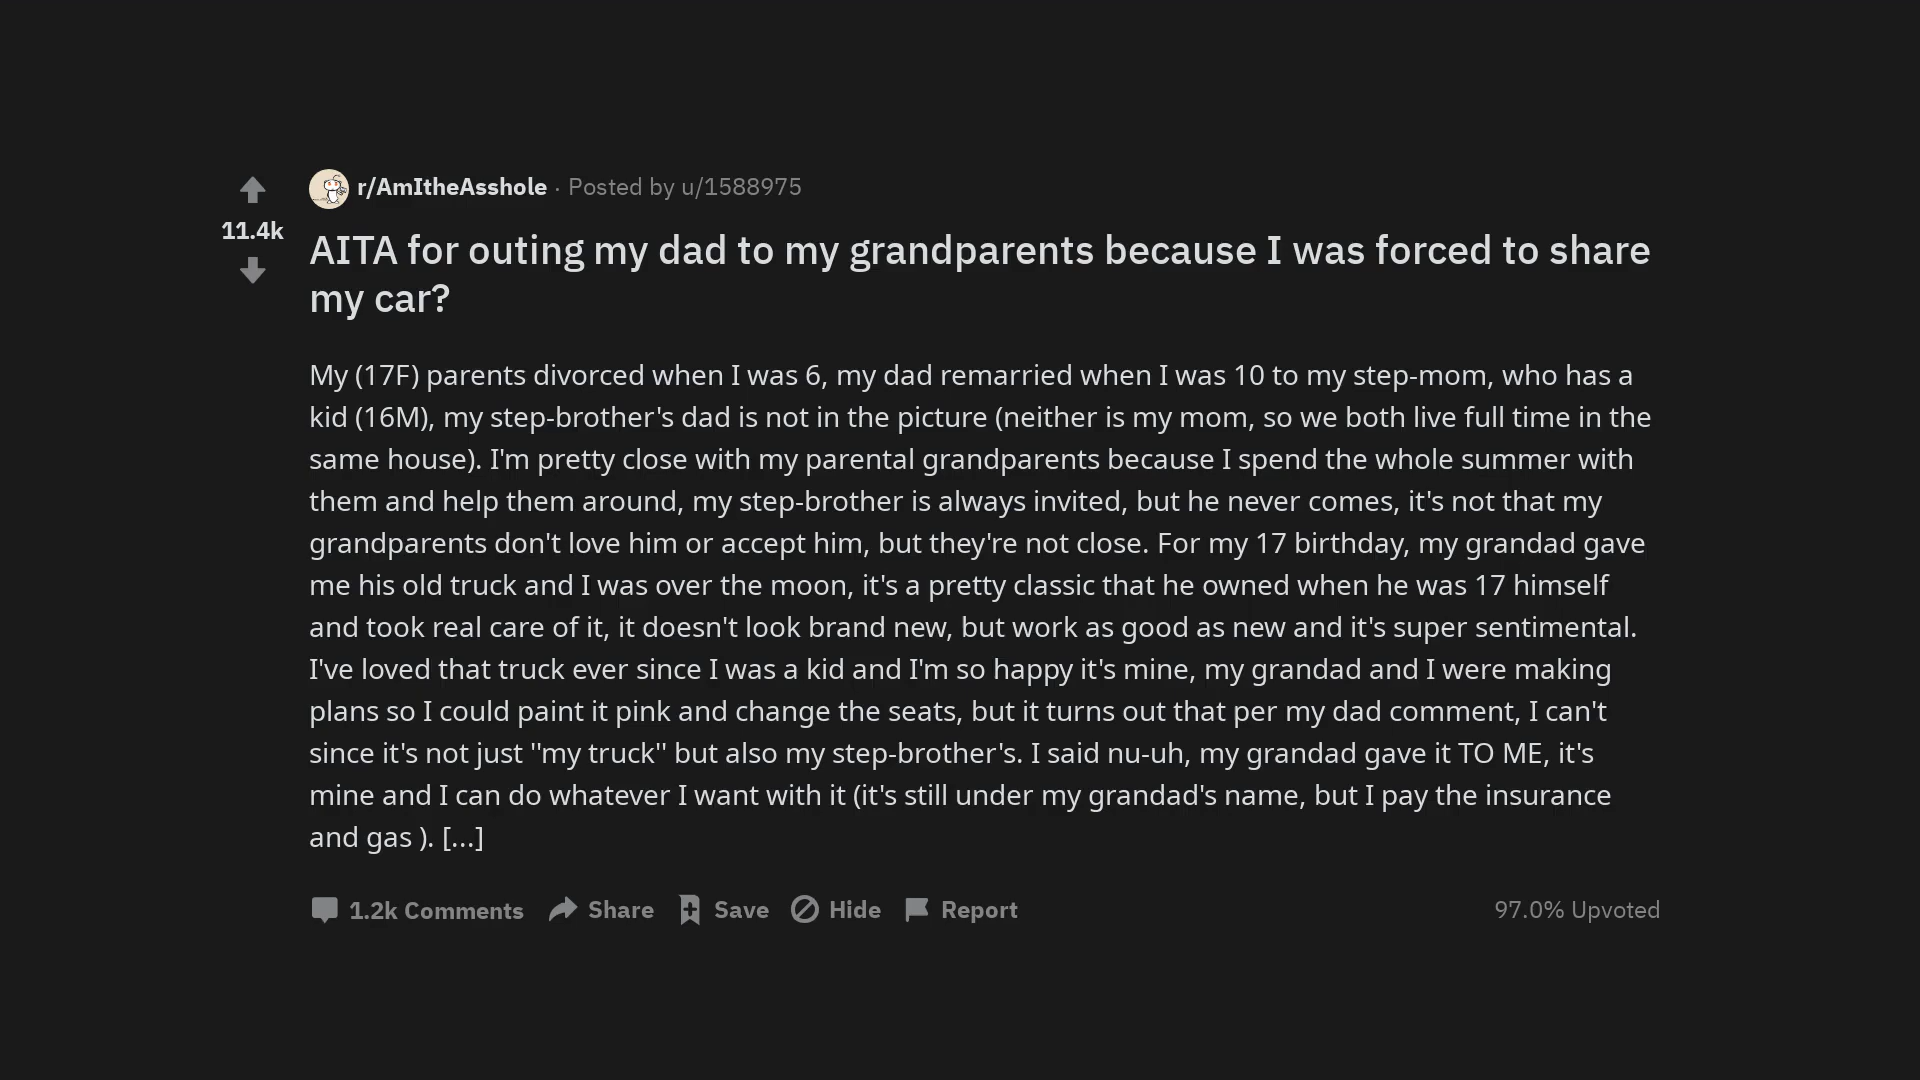 r/AmItheAsshole · Posted by u/1588975
11.4k
AITA for outing my dad to my grandparents because I was forced to share
my car?
My (17F) parents divorced when I was 6, my dad remarried when I was 10 to my step-mom, who has a
kid (16M), my step-brother's dad is not in the picture (neither is my mom, so we both live full time in the
same house). I'm pretty close with my parental grandparents because I spend the whole summer with
them and help them around, my step-brother is always invited, but he never comes, it's not that my
grandparents don't love him or accept him, but they're not close. For my 17 birthday, my grandad gave
me his old truck and I was over the moon, it's a pretty classic that he owned when he was 17 himself
and took real care of it, it doesn't look brand new, but work as good as new and it's super sentimental.
I've loved that truck ever since I was a kid and I'm so happy it's mine, my grandad and I were making
plans so I could paint it pink and change the seats, but it turns out that per my dad comment, I can't
since it's not just "my truck" but also my step-brother's. I said nu-uh, my grandad gave it TO ME, it's
mine and I can do whatever I want with it (it's still under my grandad's name, but I pay the insurance
and gas ). [...]
1.2k Comments Share Save Hide Report 97.0% Upvoted